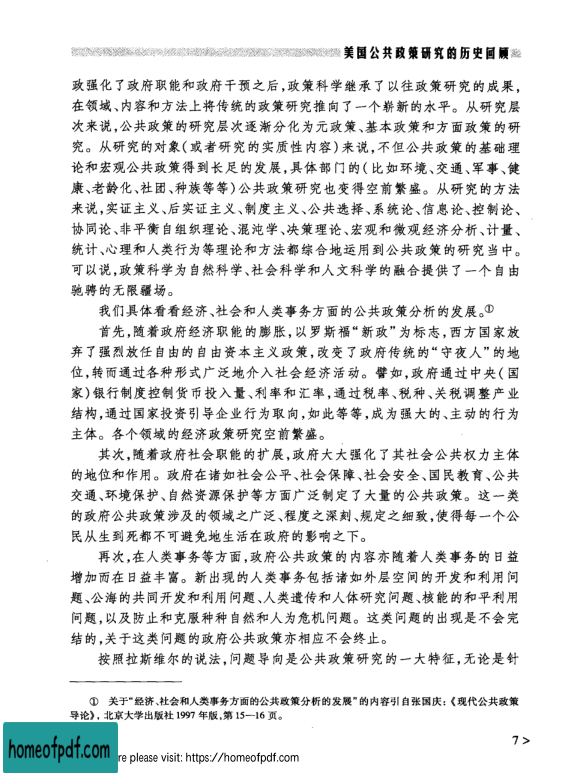 美国公共政策研究的历史回顾
政强化了政府职能和政府干预之后,政策科学继承了以往政策研究的成果,
在领域、内容和方法上将传统的政策研究推向了一个崭新的水平。从研究层
次来说,公共政策的研究层次逐渐分化为元政策、基本政策和方面政策的研
究。从研究的对象(或者研究的实质性内容)来说,不但公共政策的基础理
论和宏观公共政策得到长足的发展,具体部门的(比如环境、交通、军事、健
康、老龄化、社团、种族等等)公共政策研究也变得空前繁盛。从研究的方法
来说,实证主义、后实证主义、制度主义、公共选择、系统论、信息论、控制论、
协同论、非平衡自组织理论、混沌学、决策理论、宏观和微观经济分析、计量、
统计、心理和人类行为等理论和方法都综合地运用到公共政策的研究当中。
可以说,政策科学为自然科学、社会科学和人文科学的融合提供了一个自由
驰骋的无限疆场。
我们具体看看经济、社会和人类事务方面的公共政策分析的发展。①
首先,随着政府经济职能的膨胀,以罗斯福“新政”为标志,西方国家放
弃了强烈放任自由的自由资本主义政策,改变了政府传统的“守夜人”的地
位,转而通过各种形式广泛地介入社会经济活动。譬如,政府通过中央(国
家)银行制度控制货币投入量、利率和汇率,通过税率、税种、关税调整产业
结构,通过国家投资引导企业行为取向,如此等等,成为强大的、主动的行为
主体。各个领域的经济政策研究空前繁盛。
其次,随着政府社会职能的扩展,政府大大强化了其社会公共权力主体
的地位和作用。政府在诸如社会公平、社会保障、社会安全、国民教育、公共
交通、环境保护、自然资源保护等方面广泛制定了大量的公共政策。这一类
的政府公共政策涉及的领域之广泛、程度之深刻、规定之细致,使得每一个公
民从生到死都不可避免地生活在政府的影响之下。
再次,在人类事务等方面,政府公共政策的内容亦随着人类事务的日益
增加而在日益丰富。新出现的人类事务包括诸如外层空间的开发和利用问
题、公海的共同开发和利用问题、人类遗传和人体研究问题、核能的和平利用
问题,以及防止和克服种种自然和人为危机问题。这类问题的出现是不会完
结的,关于这类问题的政府公共政策亦相应不会终止。
按照拉斯维尔的说法,问题导向是公共政策研究的一大特征,无论是针
① 关于“经济、社会和人类事务方面的公共政策分析的发展”的内容引自张国庆:《现代公共政策
导论》,北京大学出版社1997年版,第15—16页。
7>
homeofpdf.com
re please visit: https://homeofpdf.com